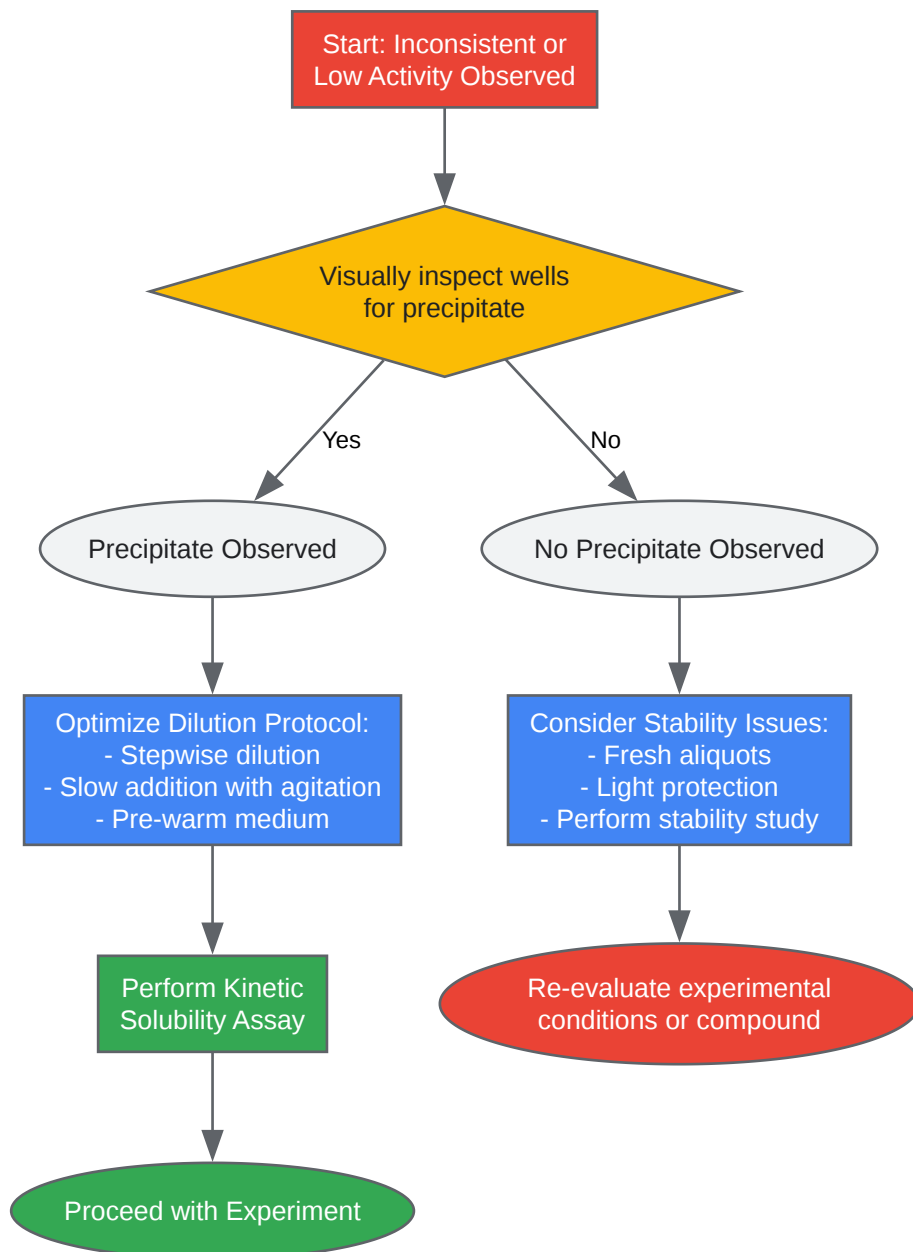 Start: Inconsistent or
Low Activity Observed
Visually inspect wells
for precipitate
Yes
No
Precipitate Observed
No Precipitate Observed
Optimize Dilution Protocol:
- Stepwise dilution
- Slow addition with agitation
- Pre-warm medium
Consider Stability Issues:
- Fresh aliquots
- Light protection
- Perform stability study
Perform Kinetic
Solubility Assay
Re-evaluate experimental
conditions or compound
Proceed with Experiment